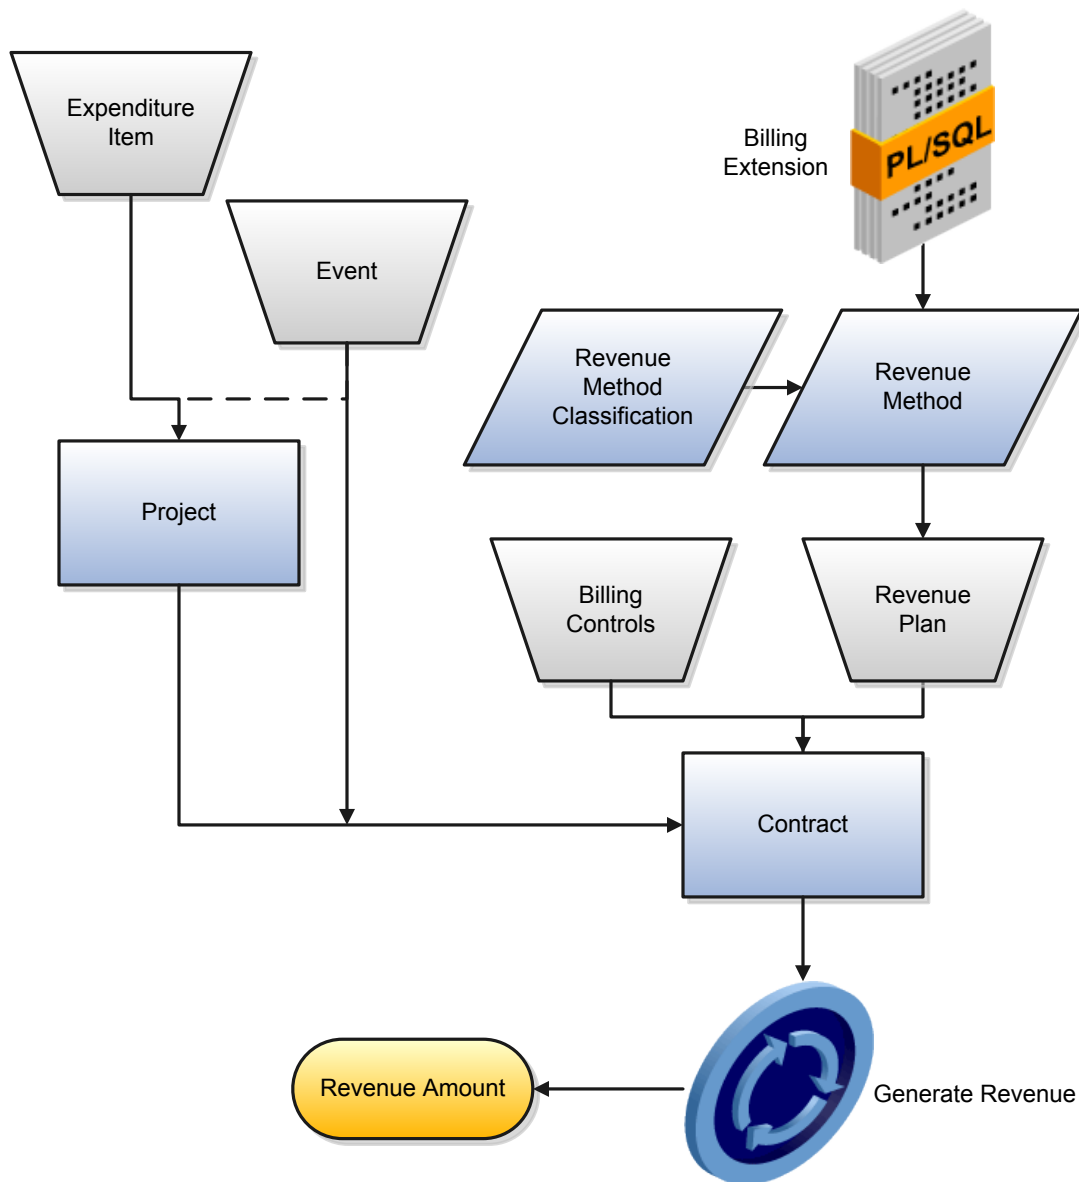 Expenditure
Item
Billing
Extension
PL/SQL
Event
Revenue
Method
Classification
Revenue
Method
Project
Billing
Controls
Revenue
Plan
Contract
Revenue Amount
Generate Revenue